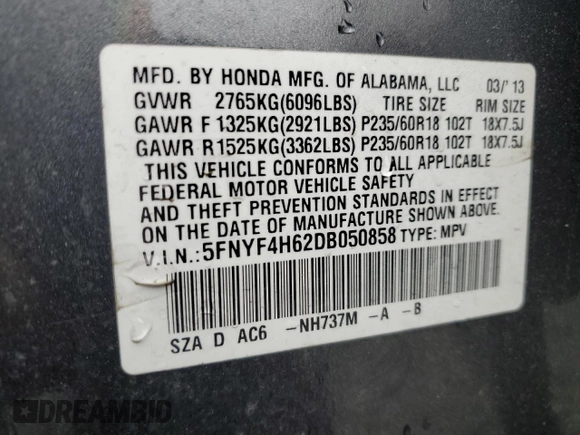 MFD. BY HONDA MFG. OF ALABAMA, LLC 03/'13
GVWR 2765KG(6096LBS) TIRE SIZE RIM SIZE
GAWR F 1325KG(2921LBS) P235/60R18 102T 18X7.5J
GAWR R 1525KG(3362LBS) P235/60R18 102T 18X7.5J
THIS VEHICLE CONFORMS TO ALL APPLICABLE
FEDERAL MOTOR VEHICLE SAFETY
AND THEFT PREVENTION STANDARDS IN EFFECT
ON THE DATE OF MANUFACTURE SHOWN ABOVE.
V.I.N.: 5FNYF4H62DB050858 TYPE: MPV
SZA D AC6 -NH737M -A -B
DREAMBID